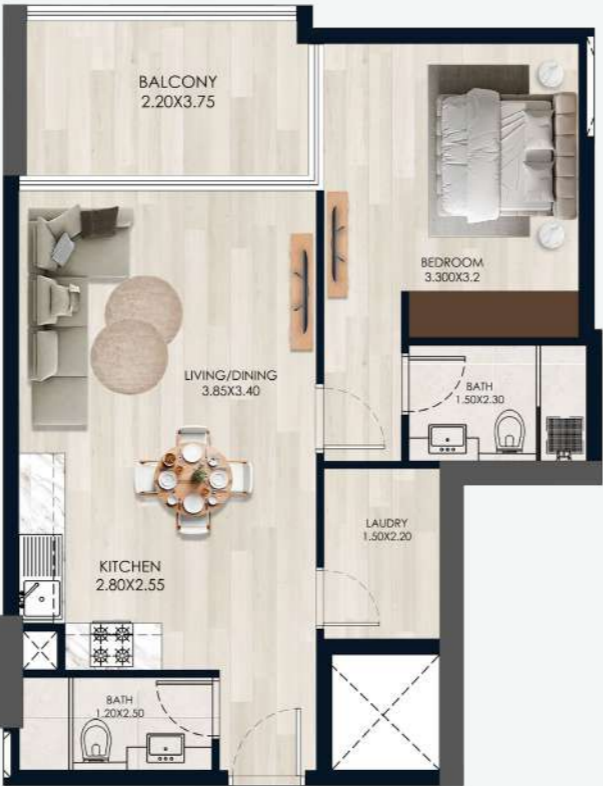 BALCONY
2.20X3.75
BEDROOM
3.300X3.2
LIVING/DINING
3.85X3.40
BATH
1.50X2.30
LAUDRY
1.50X2.20
KITCHEN
2.80X2.55
BATH
1.20X2.50